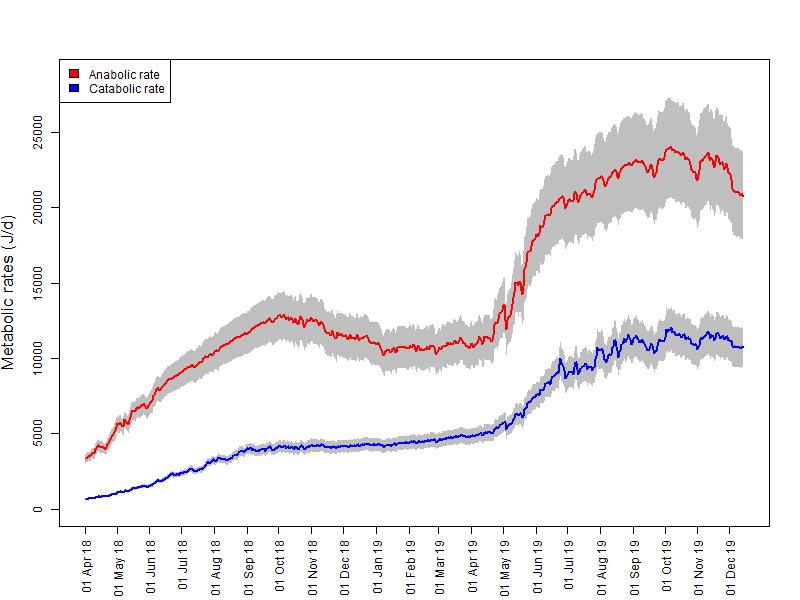 Anabolic rate
Catabolic rate
Metabolic rates (J/d)
25000
20000
15000
10000
5000
0
01 Apr 18
01 May 18
01 Jun 18
01 Jul 18
01 Aug 18
01 Sep 18
01 Oct 18
01 Nov 18
01 Dec 18
01 Jan 19
01 Feb 19
01 Mar 19
01 Apr 19
01 May 19
01 Jun 19
01 Jul 19
01 Aug 19
01 Sep 19
01 Oct 19
01 Nov 19
01 Dec 19